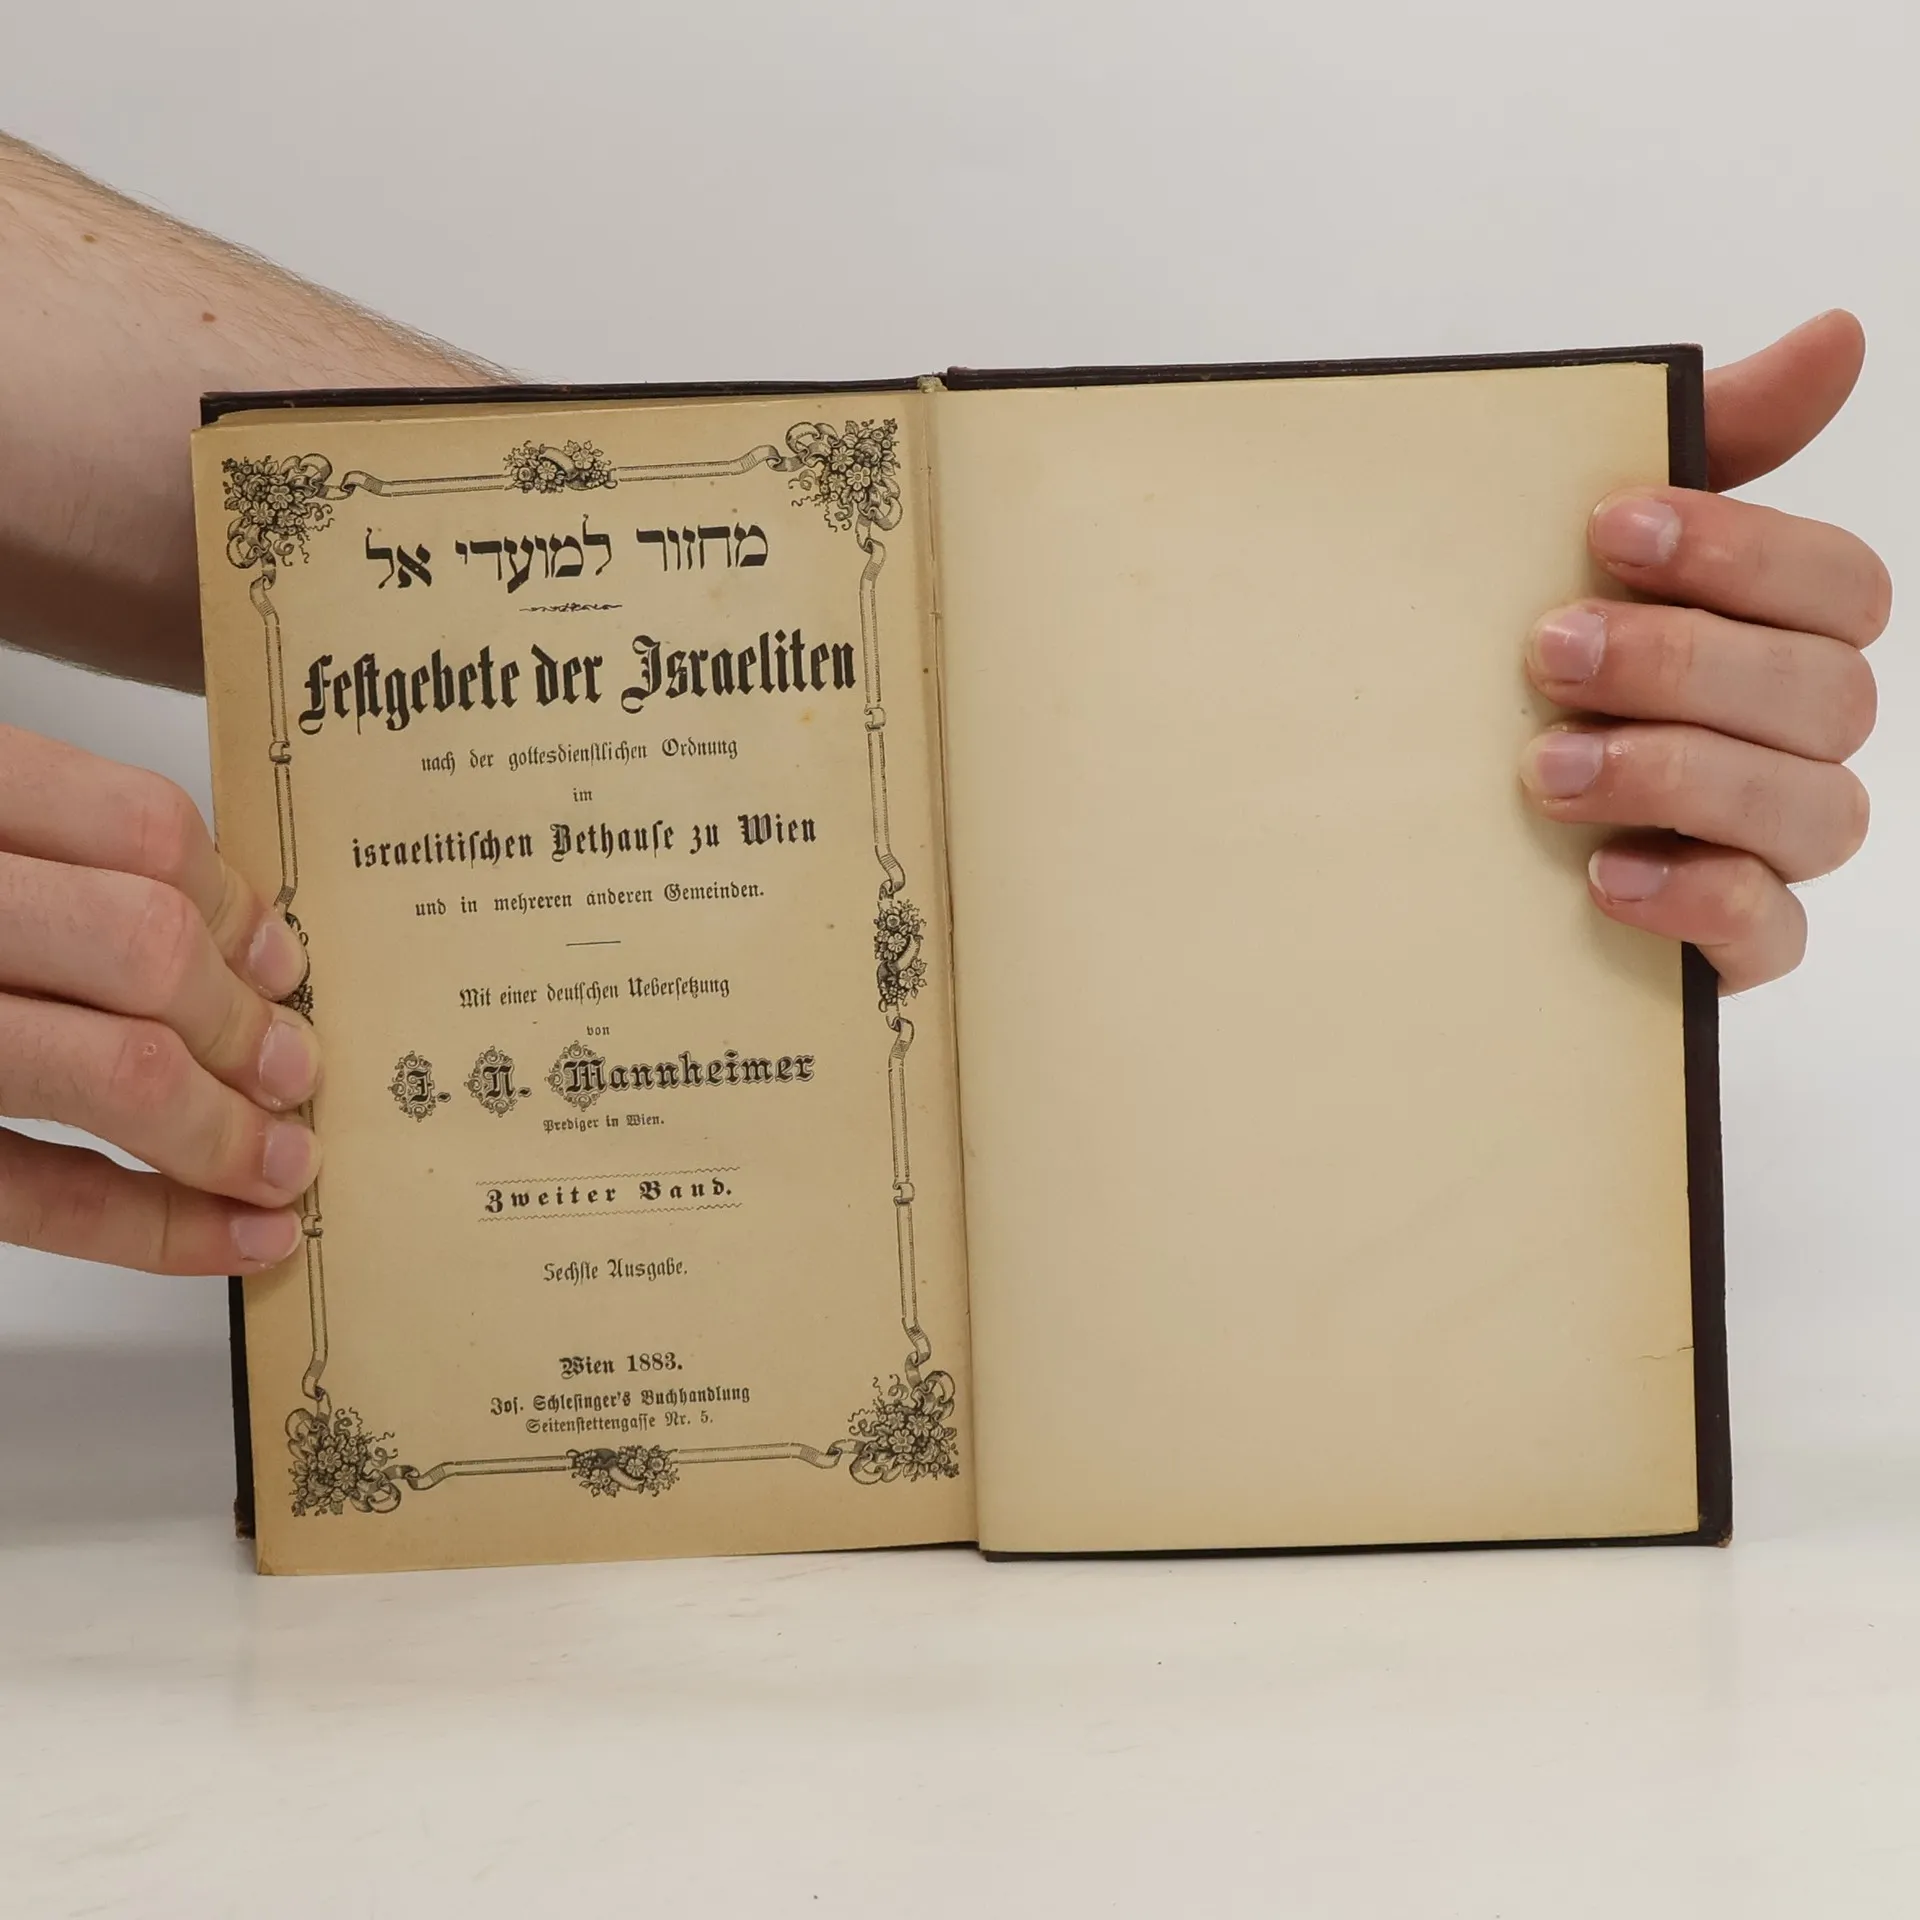 מחזור למועדי אל
Festgebete der Israeliten
nach der gottesdienstlichen Ordnung
im
israelitischen Bethause zu Wien
und in mehreren anderen Gemeinden.
Mit einer deutschen Uebersetzung
von
J. N. Mannheimer
Prediger in Wien.
Zweiter Band.
Sechste Ausgabe.
Wien 1883.
Jos. Schlesinger's Buchhandlung
Seitenstettengasse Nr. 5.